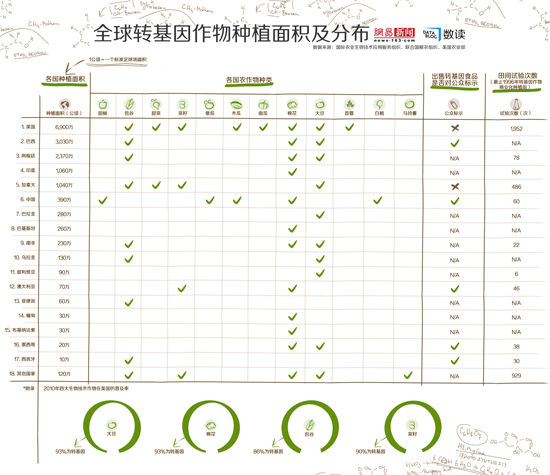 全球转基因作物种植面积及分布 網易新闻 news·163·com DATA BLOG 数读
数据来源：国际农业生物技术应用服务组织，联合国粮农组织，美国农业部
1公顷≈一个标准足球场面积
各国种植面积 各国农作物种类 出售转基因食品是否对公众标示 田间试验次数
(截止1996年转基因作物商业化种植前)
种植面积（公顷） 甜椒 苞谷 甜菜 菜籽 番茄 木瓜 南瓜 棉花 大豆 苜蓿 白杨 马铃薯 公众标示 试验次数（次）
1. 美国 6,900万 1,952
2. 巴西 3,030万 N/A
3. 阿根廷 2,370万 N/A 78
4. 印度 1,060万 N/A N/A
5. 加拿大 1,040万 486
6. 中国 390万 60
7. 巴拉圭 280万 N/A N/A
8. 巴基斯坦 260万 N/A N/A
9. 南非 230万 N/A 22
10. 乌拉圭 130万 N/A N/A
11. 玻利维亚 90万 N/A 6
12. 澳大利亚 70万 46
13. 菲律宾 60万 N/A N/A
14. 缅甸 30万 N/A N/A
15. 布基纳法索 30万 N/A N/A
16. 墨西哥 20万 N/A 38
17. 西班牙 10万 N/A 30
18. 其他国家 120万 N/A 929
*附录 2010年四大生物技术作物在美国的普及率
大豆 棉花 苞谷 菜籽
93%为转基因 93%为转基因 86%为转基因 90%为转基因